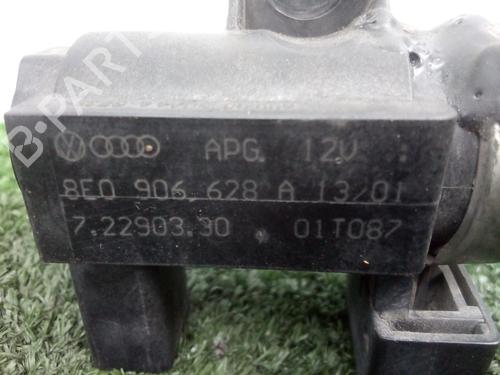 APG. 12V
8E0 906 628 A 13/01
7.22903.30 01T087
B-PARTS